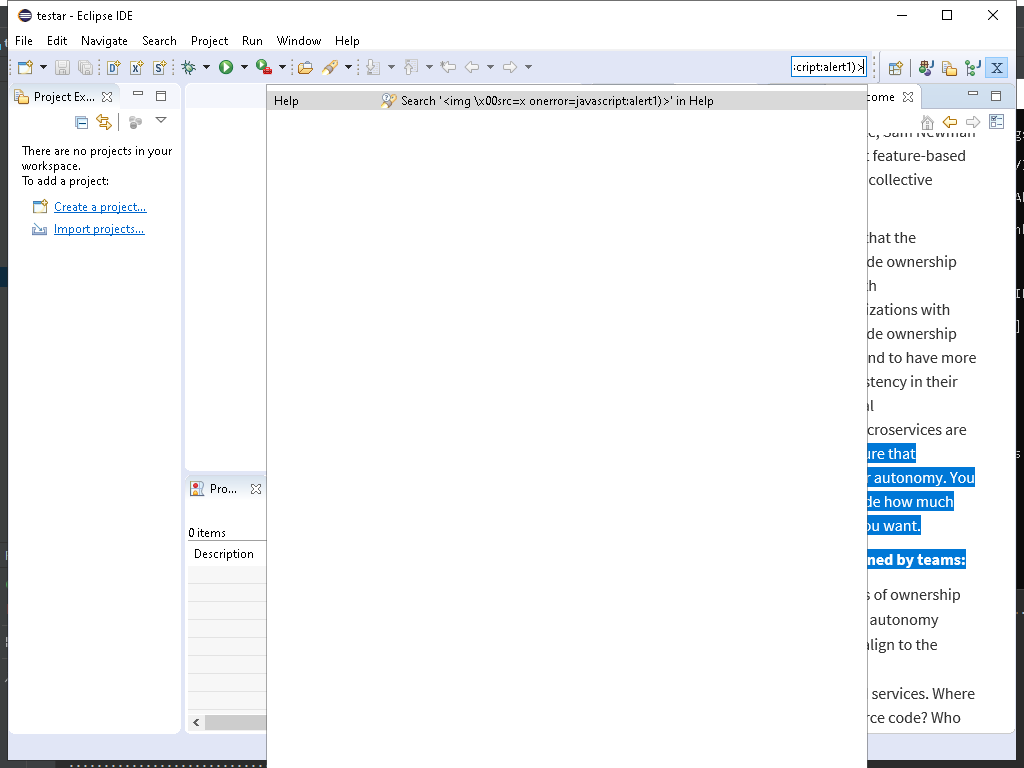 testar - Eclipse IDE
File Edit Navigate Search Project Run Window Help
:cript:alert1)>
Project Ex...
There are no projects in your
workspace.
To add a project:
Create a project...
Import projects...
Help Search '<img \x00src=x onerror=javascript:alert1)>' in Help
Pro...
0 items
Description
come
e, Sam Newman
t feature-based
collective
that the
de ownership
th
izations with
de ownership
nd to have more
stency in their
al
croservices are
ure that
r autonomy. You
de how much
ou want.
ned by teams:
s of ownership
autonomy
align to the
services. Where
rce code? Who